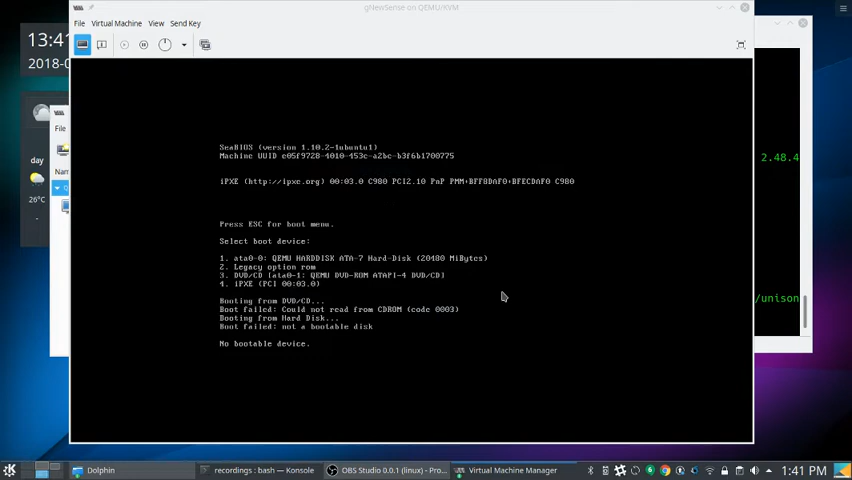 gNewSense on QEMU/KVM
File Virtual Machine View Send Key
13:41
2018-0
SeaBIOS (version 1.10.2-1ubuntu1)
Machine UUID e05f9728-4010-453c-a2bc-b3f6b1700775
iPXE (http://ipxe.org) 00:03.0 C980 PCI2.10 PnP PMM+BFF8DAF0+BFECDAF0 C980
Press ESC for boot menu.
Select boot device:
1. ata0-0: QEMU HARDDISK ATA-7 Hard-Disk (20480 MiBytes)
2. Legacy option rom
3. DVD/CD [ata0-1: QEMU DVD-ROM ATAPI-4 DVD/CD]
4. iPXE (PCI 00:03.0)
Booting from DVD/CD...
Boot failed: Could not read from CDROM (code 0003)
Booting from Hard Disk...
Boot failed: not a bootable disk
No bootable device.
File
Nam
Q
day
26°C
-
2.48.4
/unison
Dolphin
recordings : bash — Konsole
OBS Studio 0.0.1 (linux) - Pro...
Virtual Machine Manager
1:41 PM